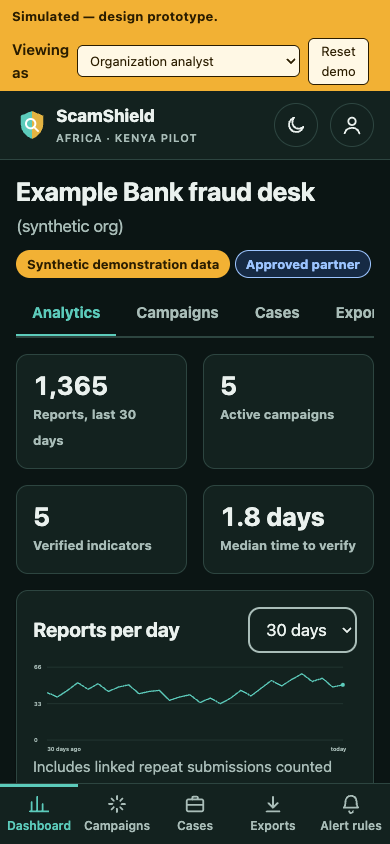 Simulated — design prototype.
Viewing as
Organization analyst
Reset demo
ScamShield
AFRICA · KENYA PILOT
Example Bank fraud desk
(synthetic org)
Synthetic demonstration data
Approved partner
Analytics
Campaigns
Cases
Expor
1,365
Reports, last 30
days
5
Active campaigns
5
Verified indicators
1.8 days
Median time to verify
Reports per day
30 days
66
33
0
30 days ago
today
Includes linked repeat submissions counted
Dashboard
Campaigns
Cases
Exports
Alert rules